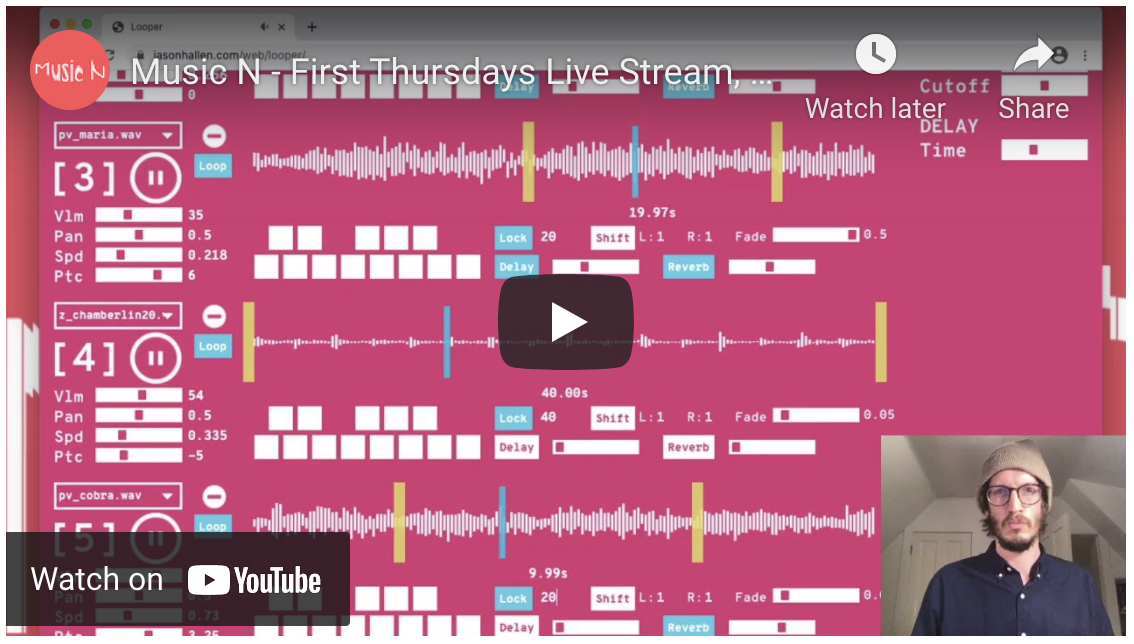 Looper
jasonhallen.com/web/looper/
Music N
Music N - First Thursdays Live Stream, ...
Watch later
Share
0
Delay
Reverb
Cutoff
DELAY
Time
pv_maria.wav
Loop
[3]
19.97s
Vlm 35
Pan 0.5
Spd 0.218
Ptc 6
Lock 20 Shift L:1 R:1 Fade 0.5
Delay Reverb
z_chamberlin20.
Loop
[4]
40.00s
Vlm 54
Pan 0.5
Spd 0.335
Ptc -5
Lock 40 Shift L:1 R:1 Fade 0.05
Delay Reverb
pv_cobra.wav
Loop
[5]
9.99s
Watch on YouTube
Pan
Spd 0.73
Ptc 3.25
Lock 20 Shift L:1 R:1 Fade
Delay Reverb